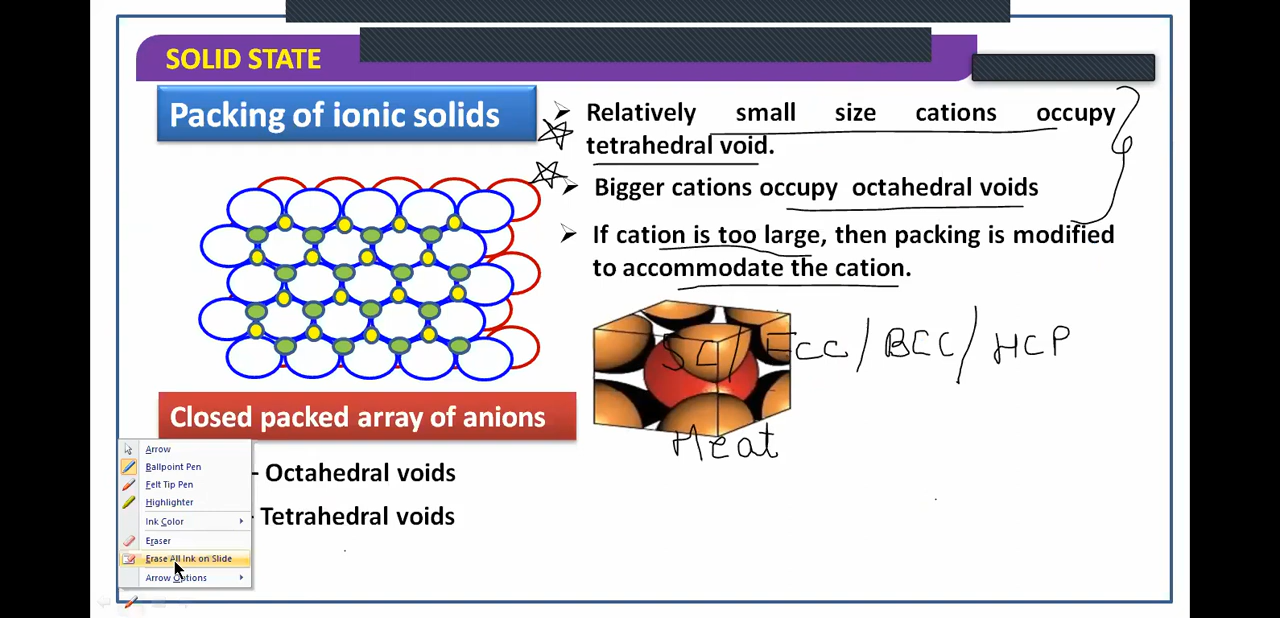 SOLID STATE
Packing of ionic solids
➢ Relatively small size cations occupy
tetrahedral void.
➢ Bigger cations occupy octahedral voids
➢ If cation is too large, then packing is modified
to accommodate the cation.
SC/FCC/BCC/HCP
Heat
Closed packed array of anions
- Octahedral voids
- Tetrahedral voids
Arrow
Ballpoint Pen
Felt Tip Pen
Highlighter
Ink Color
Eraser
Erase All Ink on Slide
Arrow Options